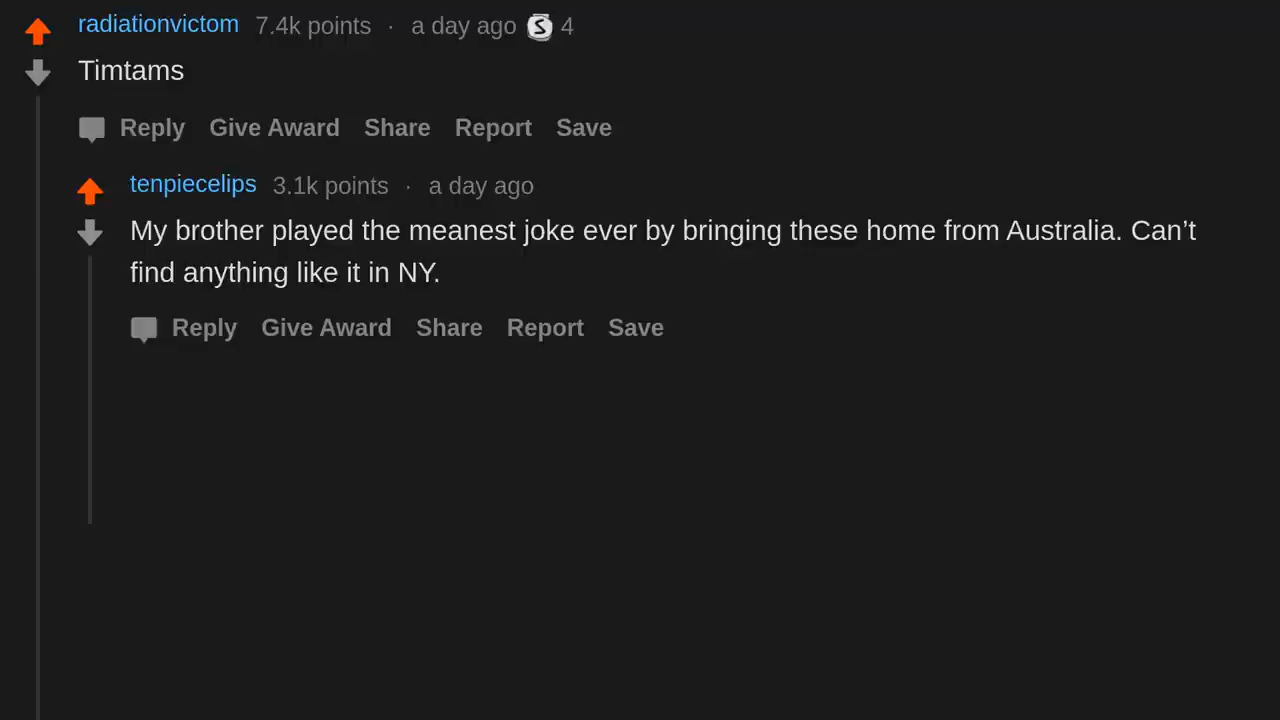 radiationvictom 7.4k points · a day ago S 4
Timtams
Reply Give Award Share Report Save
tenpiecelips 3.1k points · a day ago
My brother played the meanest joke ever by bringing these home from Australia. Can’t
find anything like it in NY.
Reply Give Award Share Report Save